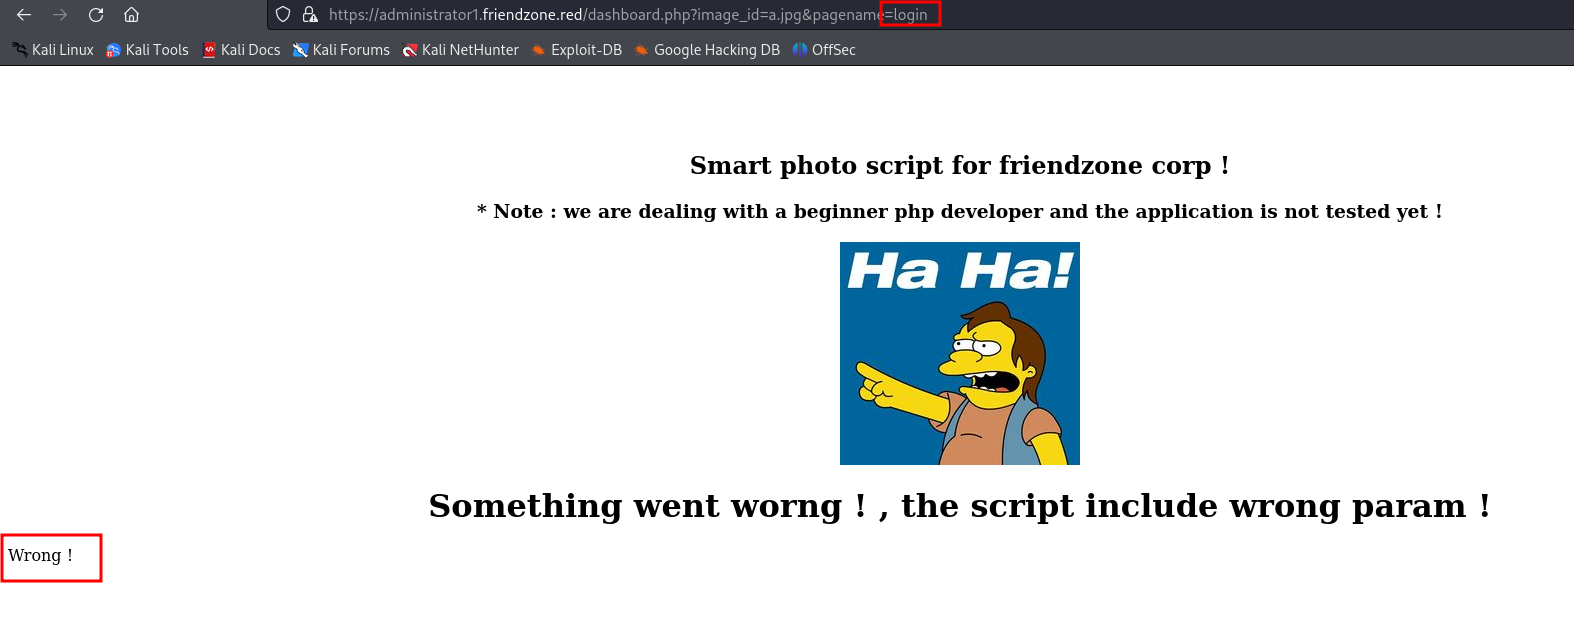 https://administrator1.friendzone.red/dashboard.php?image_id=a.jpg&pagename=login
Kali Linux Kali Tools Kali Docs Kali Forums Kali NetHunter Exploit-DB Google Hacking DB OffSec
Smart photo script for friendzone corp !
* Note : we are dealing with a beginner php developer and the application is not tested yet !
Ha Ha!
Something went worng ! , the script include wrong param !
Wrong !